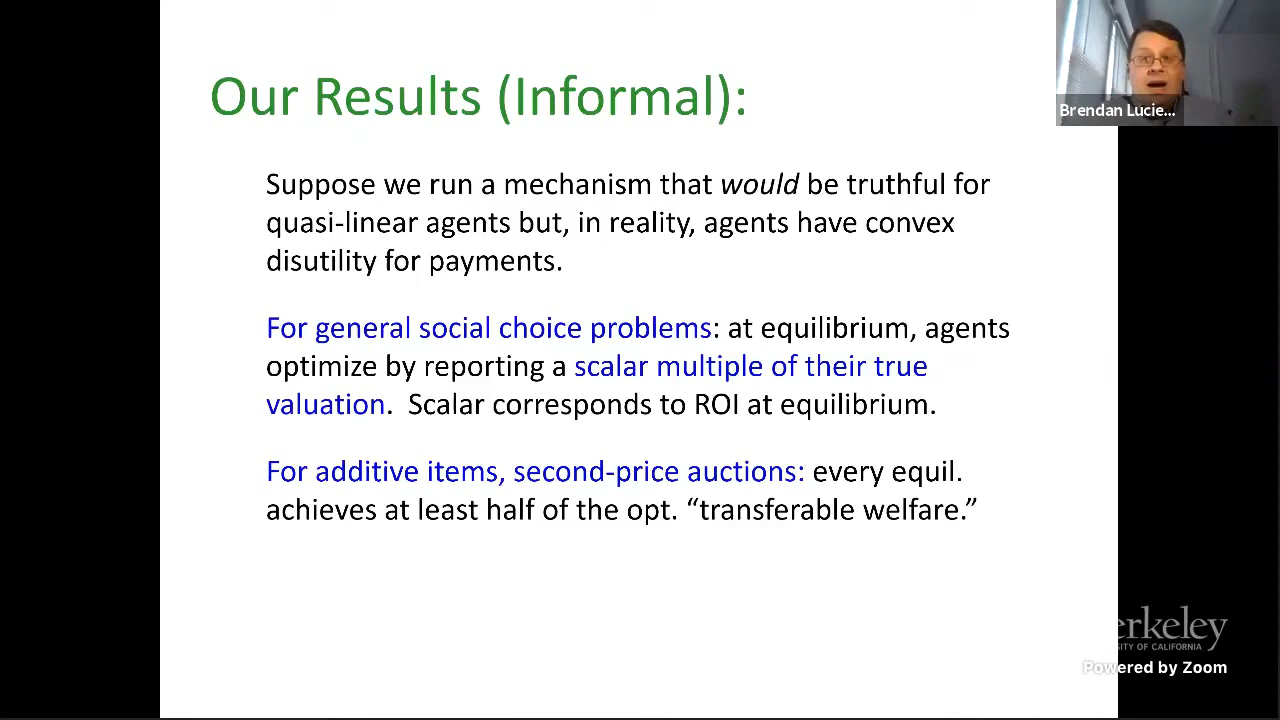 Our Results (Informal):
Brendan Lucie...
Suppose we run a mechanism that would be truthful for
quasi-linear agents but, in reality, agents have convex
disutility for payments.
For general social choice problems: at equilibrium, agents
optimize by reporting a scalar multiple of their true
valuation. Scalar corresponds to ROI at equilibrium.
For additive items, second-price auctions: every equil.
achieves at least half of the opt. “transferable welfare.”
erkeley
SITY OF CALIFORNIA
Powered by Zoom